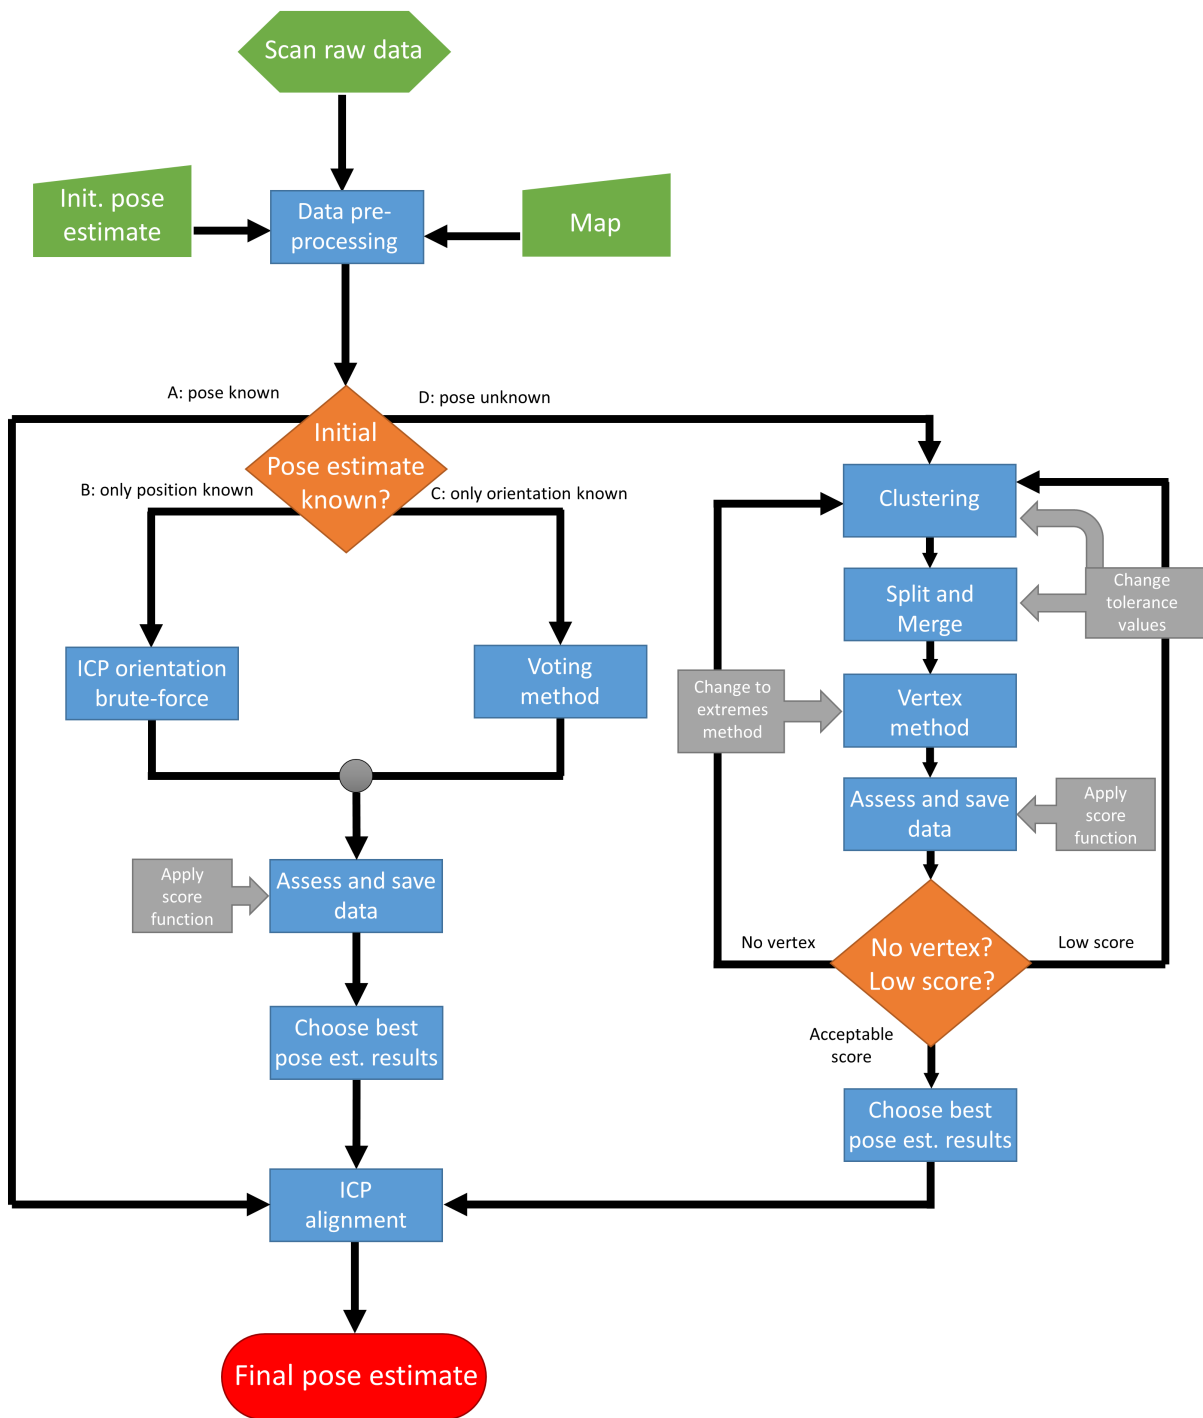 Scan raw data
Init. pose
estimate
Data pre-
processing
Map
A: pose known
D: pose unknown
Initial
Pose estimate
known?
B: only position known
C: only orientation known
Clustering
Change
tolerance
values
Split and
Merge
ICP orientation
brute-force
Voting
method
Change to
extremes
method
Vertex
method
Assess and save
data
Apply
score
function
Apply
score
function
Assess and save
data
No vertex
No vertex?
Low score?
Low score
Choose best
pose est. results
Acceptable
score
Choose best
pose est. results
ICP
alignment
Final pose estimate